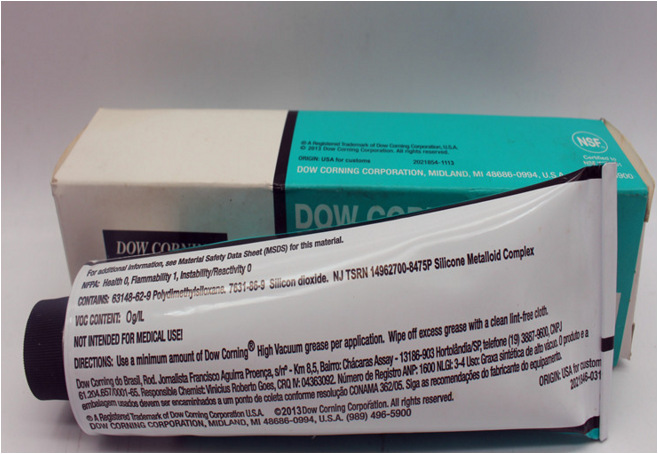 ® A Registered Trademark of Dow Corning Corporation, U.S.A.
© 2013 Dow Corning Corporation. All rights reserved.
ORIGIN: USA for customs 2021854-1113
DOW CORNING CORPORATION, MIDLAND, MI 48686-0994, U.S.A
NSF
Certified to
5900
DOW CORNING
DOW
For additional information, see Material Safety Data Sheet (MSDS) for this material.
NFPA: Health 0, Flammability 1, Instability/Reactivity 0
CONTAINS: 63148-62-9 Polydimethylsiloxane. 7631-86-9 Silicon dioxide. NJ TSRN 14962700-8475P Silicone Metalloid Complex
VOC CONTENT: 0g/L
NOT INTENDED FOR MEDICAL USE!
DIRECTIONS: Use a minimum amount of Dow Corning® High Vacuum grease per application. Wipe off excess grease with a clean lint-free cloth.
Dow Corning do Brasil, Rod. Jornalista Francisco Aguirra Proença, s/nº - Km 8,5, Bairro: Chácaras Assay - 13186-903 Hortolândia/SP, telefone (19) 3887-9600, CNPJ
61.204.657/0001-65. Responsible Chemist: Vinicius Roberto Goes, CRQ Nr: 04363092. Número de Registro ANP: 1600 NLGI: 3-4 Uso: Graxa sintética de alto vácuo. O produto e a
embalagem usados devem ser encaminhados a um ponto de coleta conforme resolução CONAMA 362/05. Siga as recomendações do fabricante do equipamento.
ORIGIN: USA for custom
2021846-031
® A Registered Trademark of Dow Corning Corporation U.S.A. ©2013 Dow Corning Corporation. All rights reserved.
DOW CORNING CORPORATION, MIDLAND, MI 48686-0994, U.S.A. (989) 496-5900